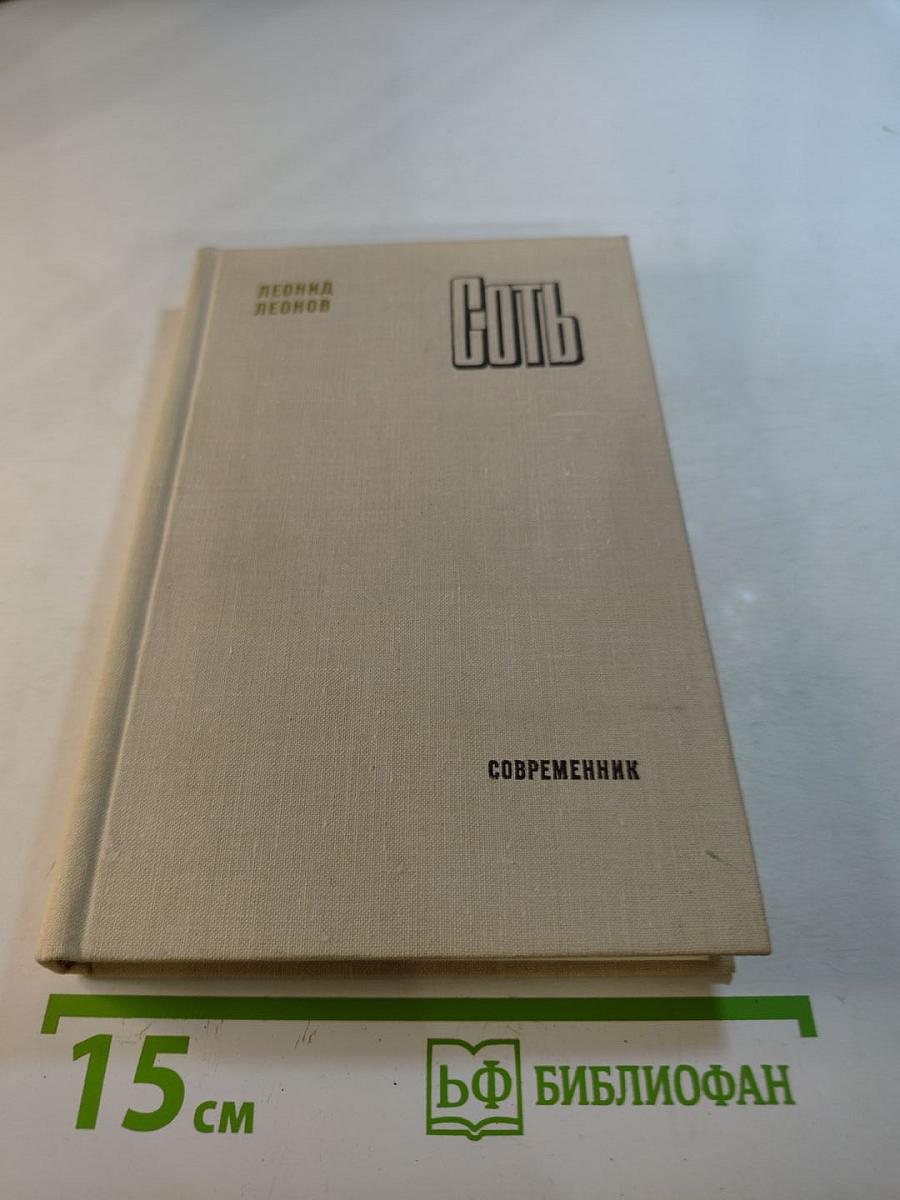 ЛЕОНИД
ЛЕОНОВ
Соть
СОВРЕМЕННИК
15 см
ЬФ БИБЛИОФАН